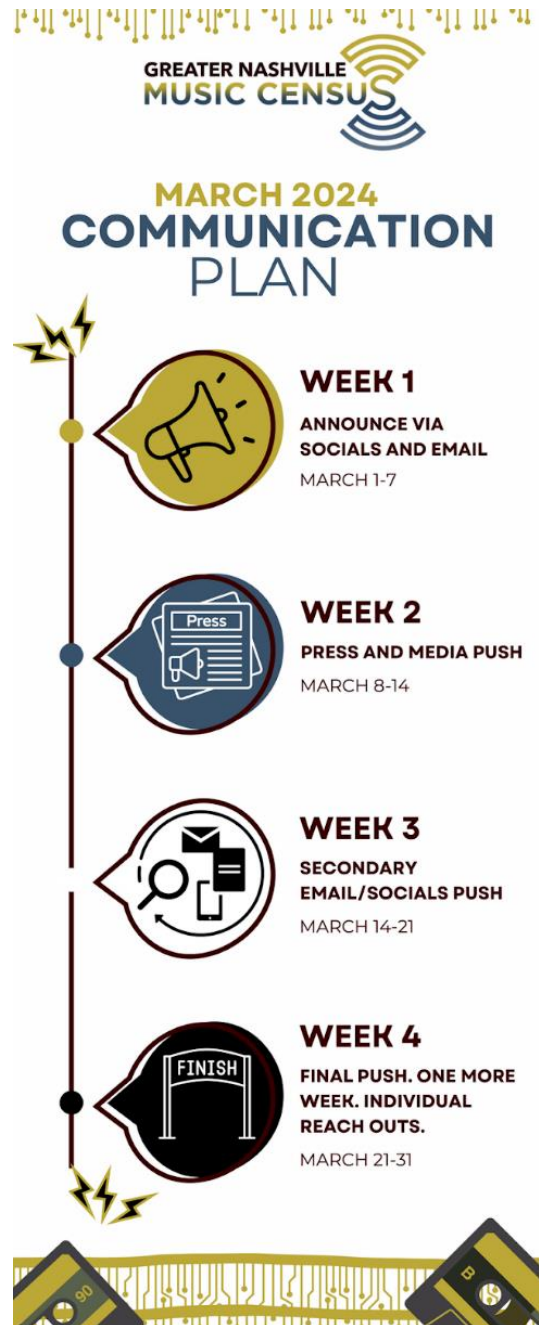 GREATER NASHVILLE
MUSIC CENSUS
MARCH 2024
COMMUNICATION
PLAN
WEEK 1
ANNOUNCE VIA
SOCIALS AND EMAIL
MARCH 1-7
Press
WEEK 2
PRESS AND MEDIA PUSH
MARCH 8-14
WEEK 3
SECONDARY
EMAIL/SOCIALS PUSH
MARCH 14-21
FINISH
WEEK 4
FINAL PUSH. ONE MORE
WEEK. INDIVIDUAL
REACH OUTS.
MARCH 21-31
90
B